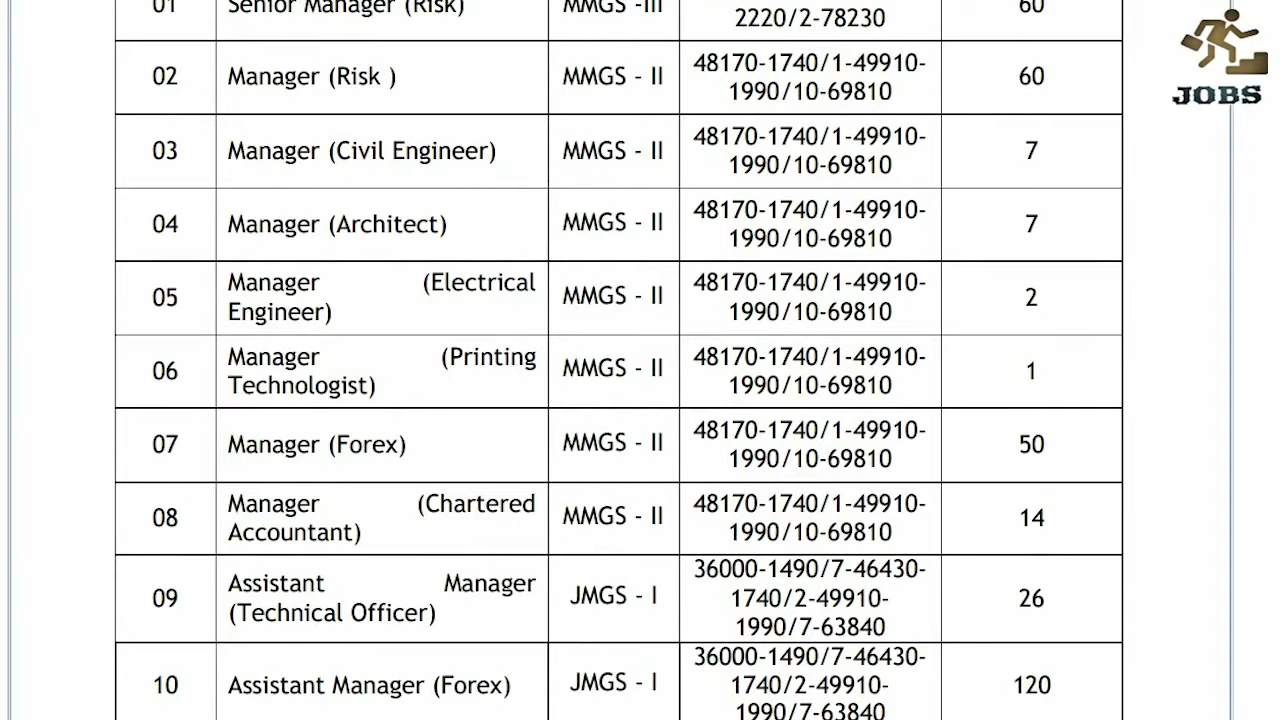 01
Senior Manager (Risk)
MMGS -III
2220/2-78230
60
02
Manager (Risk )
MMGS - II
48170-1740/1-49910-
1990/10-69810
60
03
Manager (Civil Engineer)
MMGS - II
48170-1740/1-49910-
1990/10-69810
7
04
Manager (Architect)
MMGS - II
48170-1740/1-49910-
1990/10-69810
7
05
Manager (Electrical
Engineer)
MMGS - II
48170-1740/1-49910-
1990/10-69810
2
06
Manager (Printing
Technologist)
MMGS - II
48170-1740/1-49910-
1990/10-69810
1
07
Manager (Forex)
MMGS - II
48170-1740/1-49910-
1990/10-69810
50
08
Manager (Chartered
Accountant)
MMGS - II
48170-1740/1-49910-
1990/10-69810
14
09
Assistant Manager
(Technical Officer)
JMGS - I
36000-1490/7-46430-
1740/2-49910-
1990/7-63840
26
10
Assistant Manager (Forex)
JMGS - I
36000-1490/7-46430-
1740/2-49910-
1990/7-63840
120
JOBS